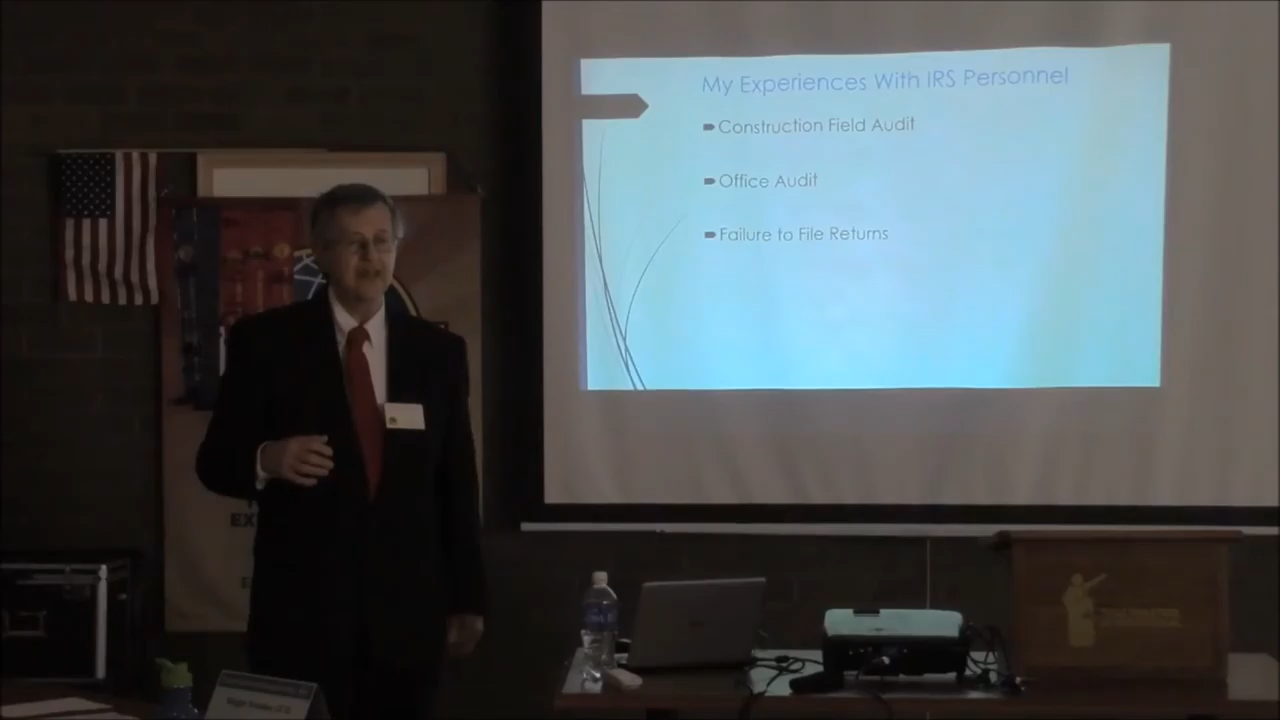 My Experiences With IRS Personnel
Construction Field Audit
Office Audit
Failure to File Returns